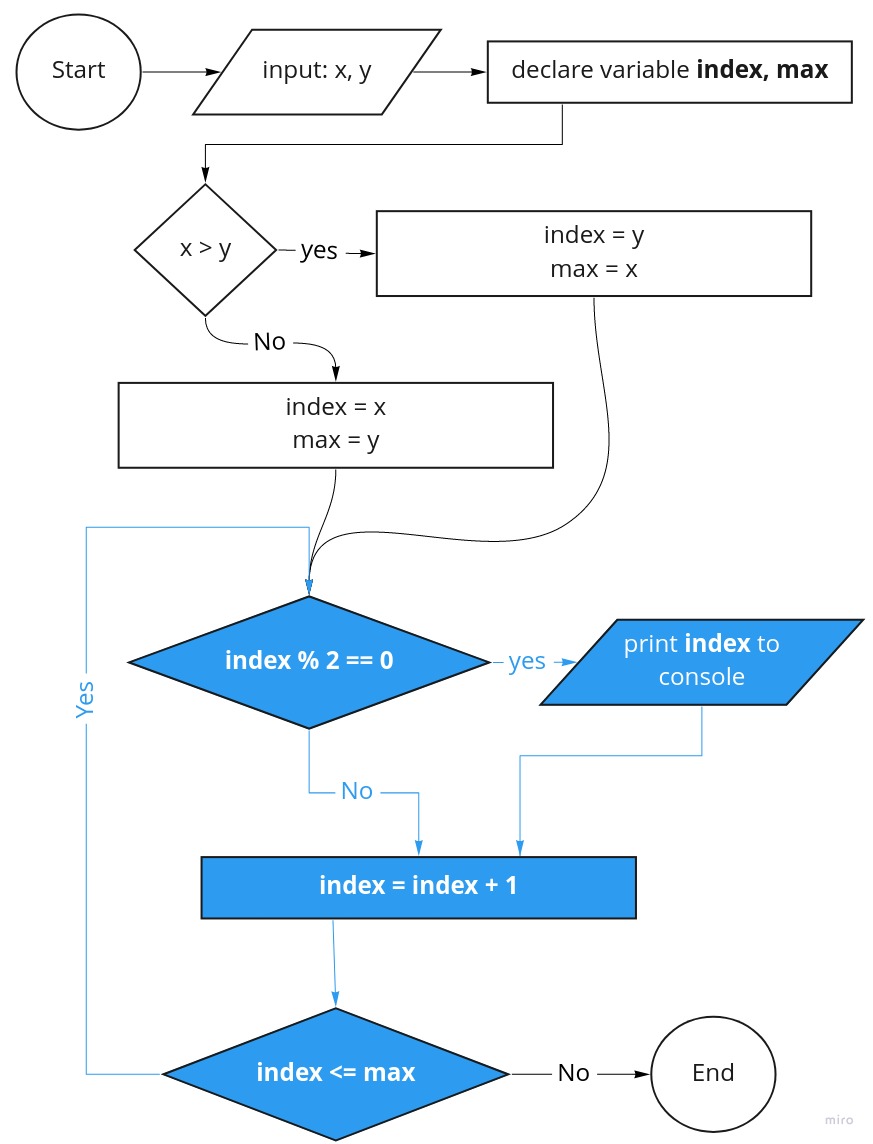 Start
input: x, y
declare variable index, max
x > y
yes
index = y
max = x
No
index = x
max = y
index % 2 == 0
yes
print index to
console
Yes
No
index = index + 1
index <= max
No
End
miro